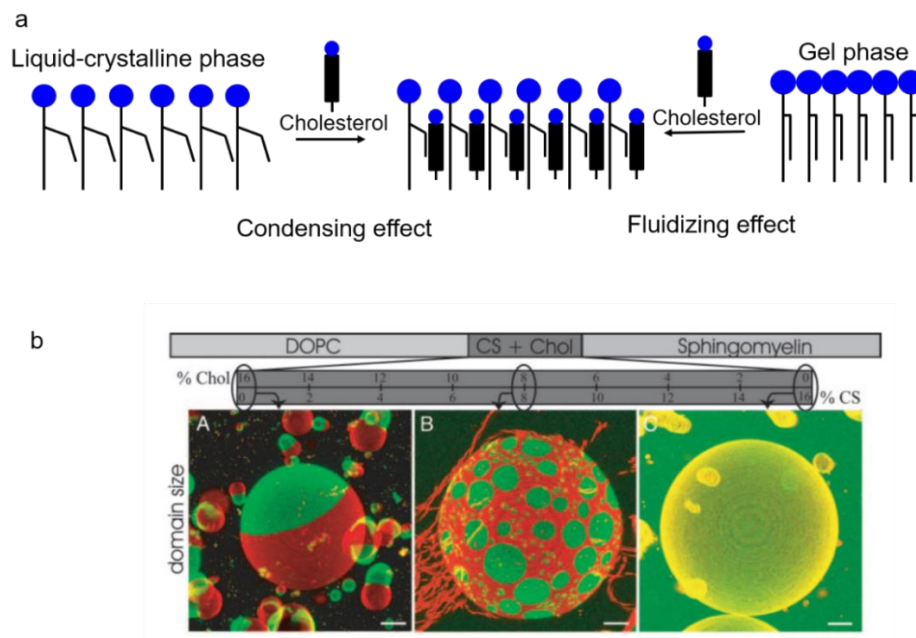 a
Liquid-crystalline phase
Gel phase
Cholesterol
Cholesterol
Condensing effect
Fluidizing effect
b
DOPC
CS + Chol
Sphingomyelin
% Chol 16 14 12 10 8 6 4 2 0
0 2 4 6 8 10 12 14 16 % CS
A
B
C
domain size